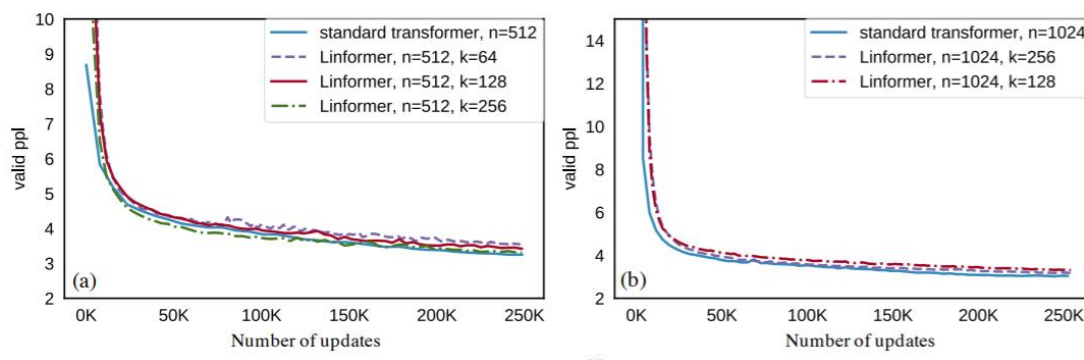 10
9
8
7
6
5
4
3
2
valid ppl
standard transformer, n=512
Linformer, n=512, k=64
Linformer, n=512, k=128
Linformer, n=512, k=256
(a)
0K 50K 100K 150K 200K 250K
Number of updates
14
12
10
8
6
4
2
valid ppl
standard transformer, n=1024
Linformer, n=1024, k=256
Linformer, n=1024, k=128
(b)
0K 50K 100K 150K 200K 250K
Number of updates